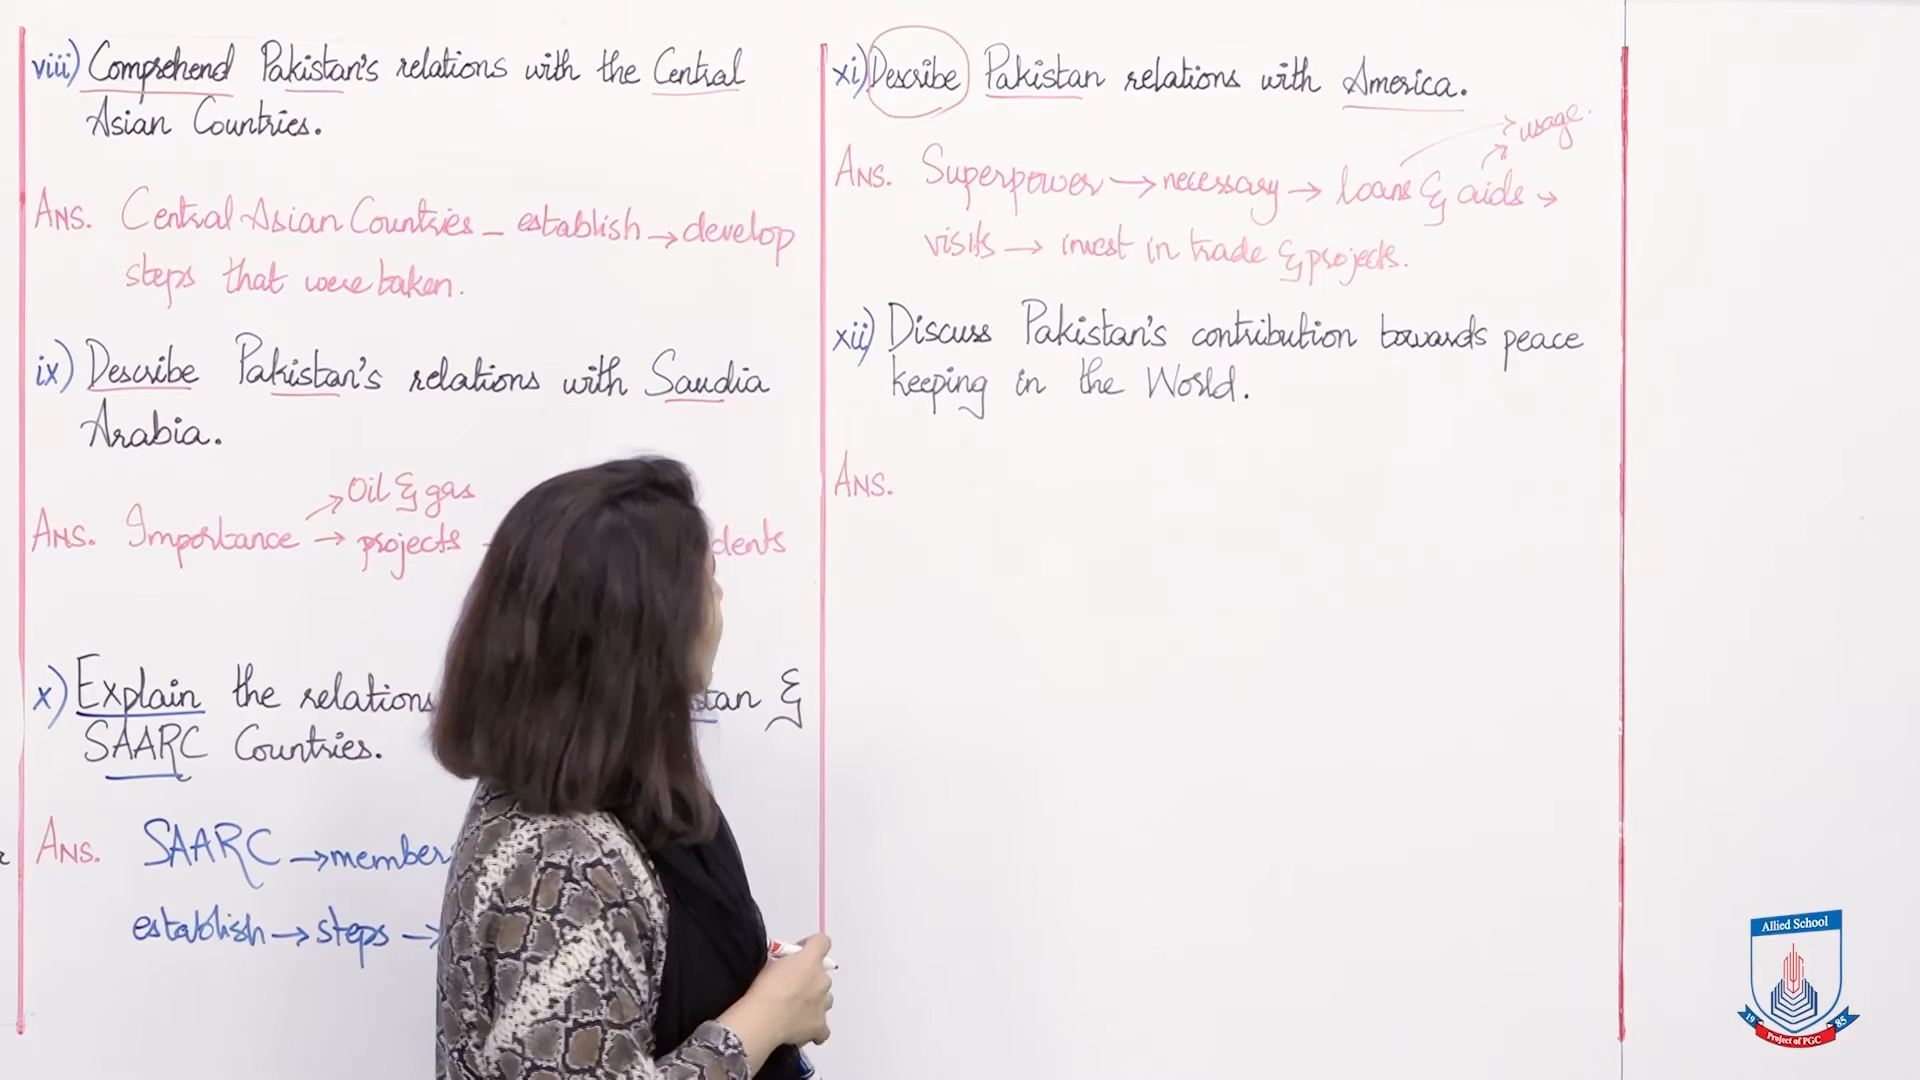 viii) Comprehend Pakistan's relations with the Central
Asian Countries.
Ans. Central Asian Countries - establish → develop
steps that were taken.
ix) Describe Pakistan's relations with Saudia
Arabia.
Oil & gas
Ans. Importance → projects
dents
x) Explain the relations tan &
SAARC Countries.
Ans. SAARC → member
establish → steps →
xi) Describe Pakistan relations with America.
usage.
Ans. Superpower → necessary → loans & aids →
visits → invest in trade & projects.
xii) Discuss Pakistan's contribution towards peace
keeping in the World.
Ans.
Allied School
19 85
Project of PGC